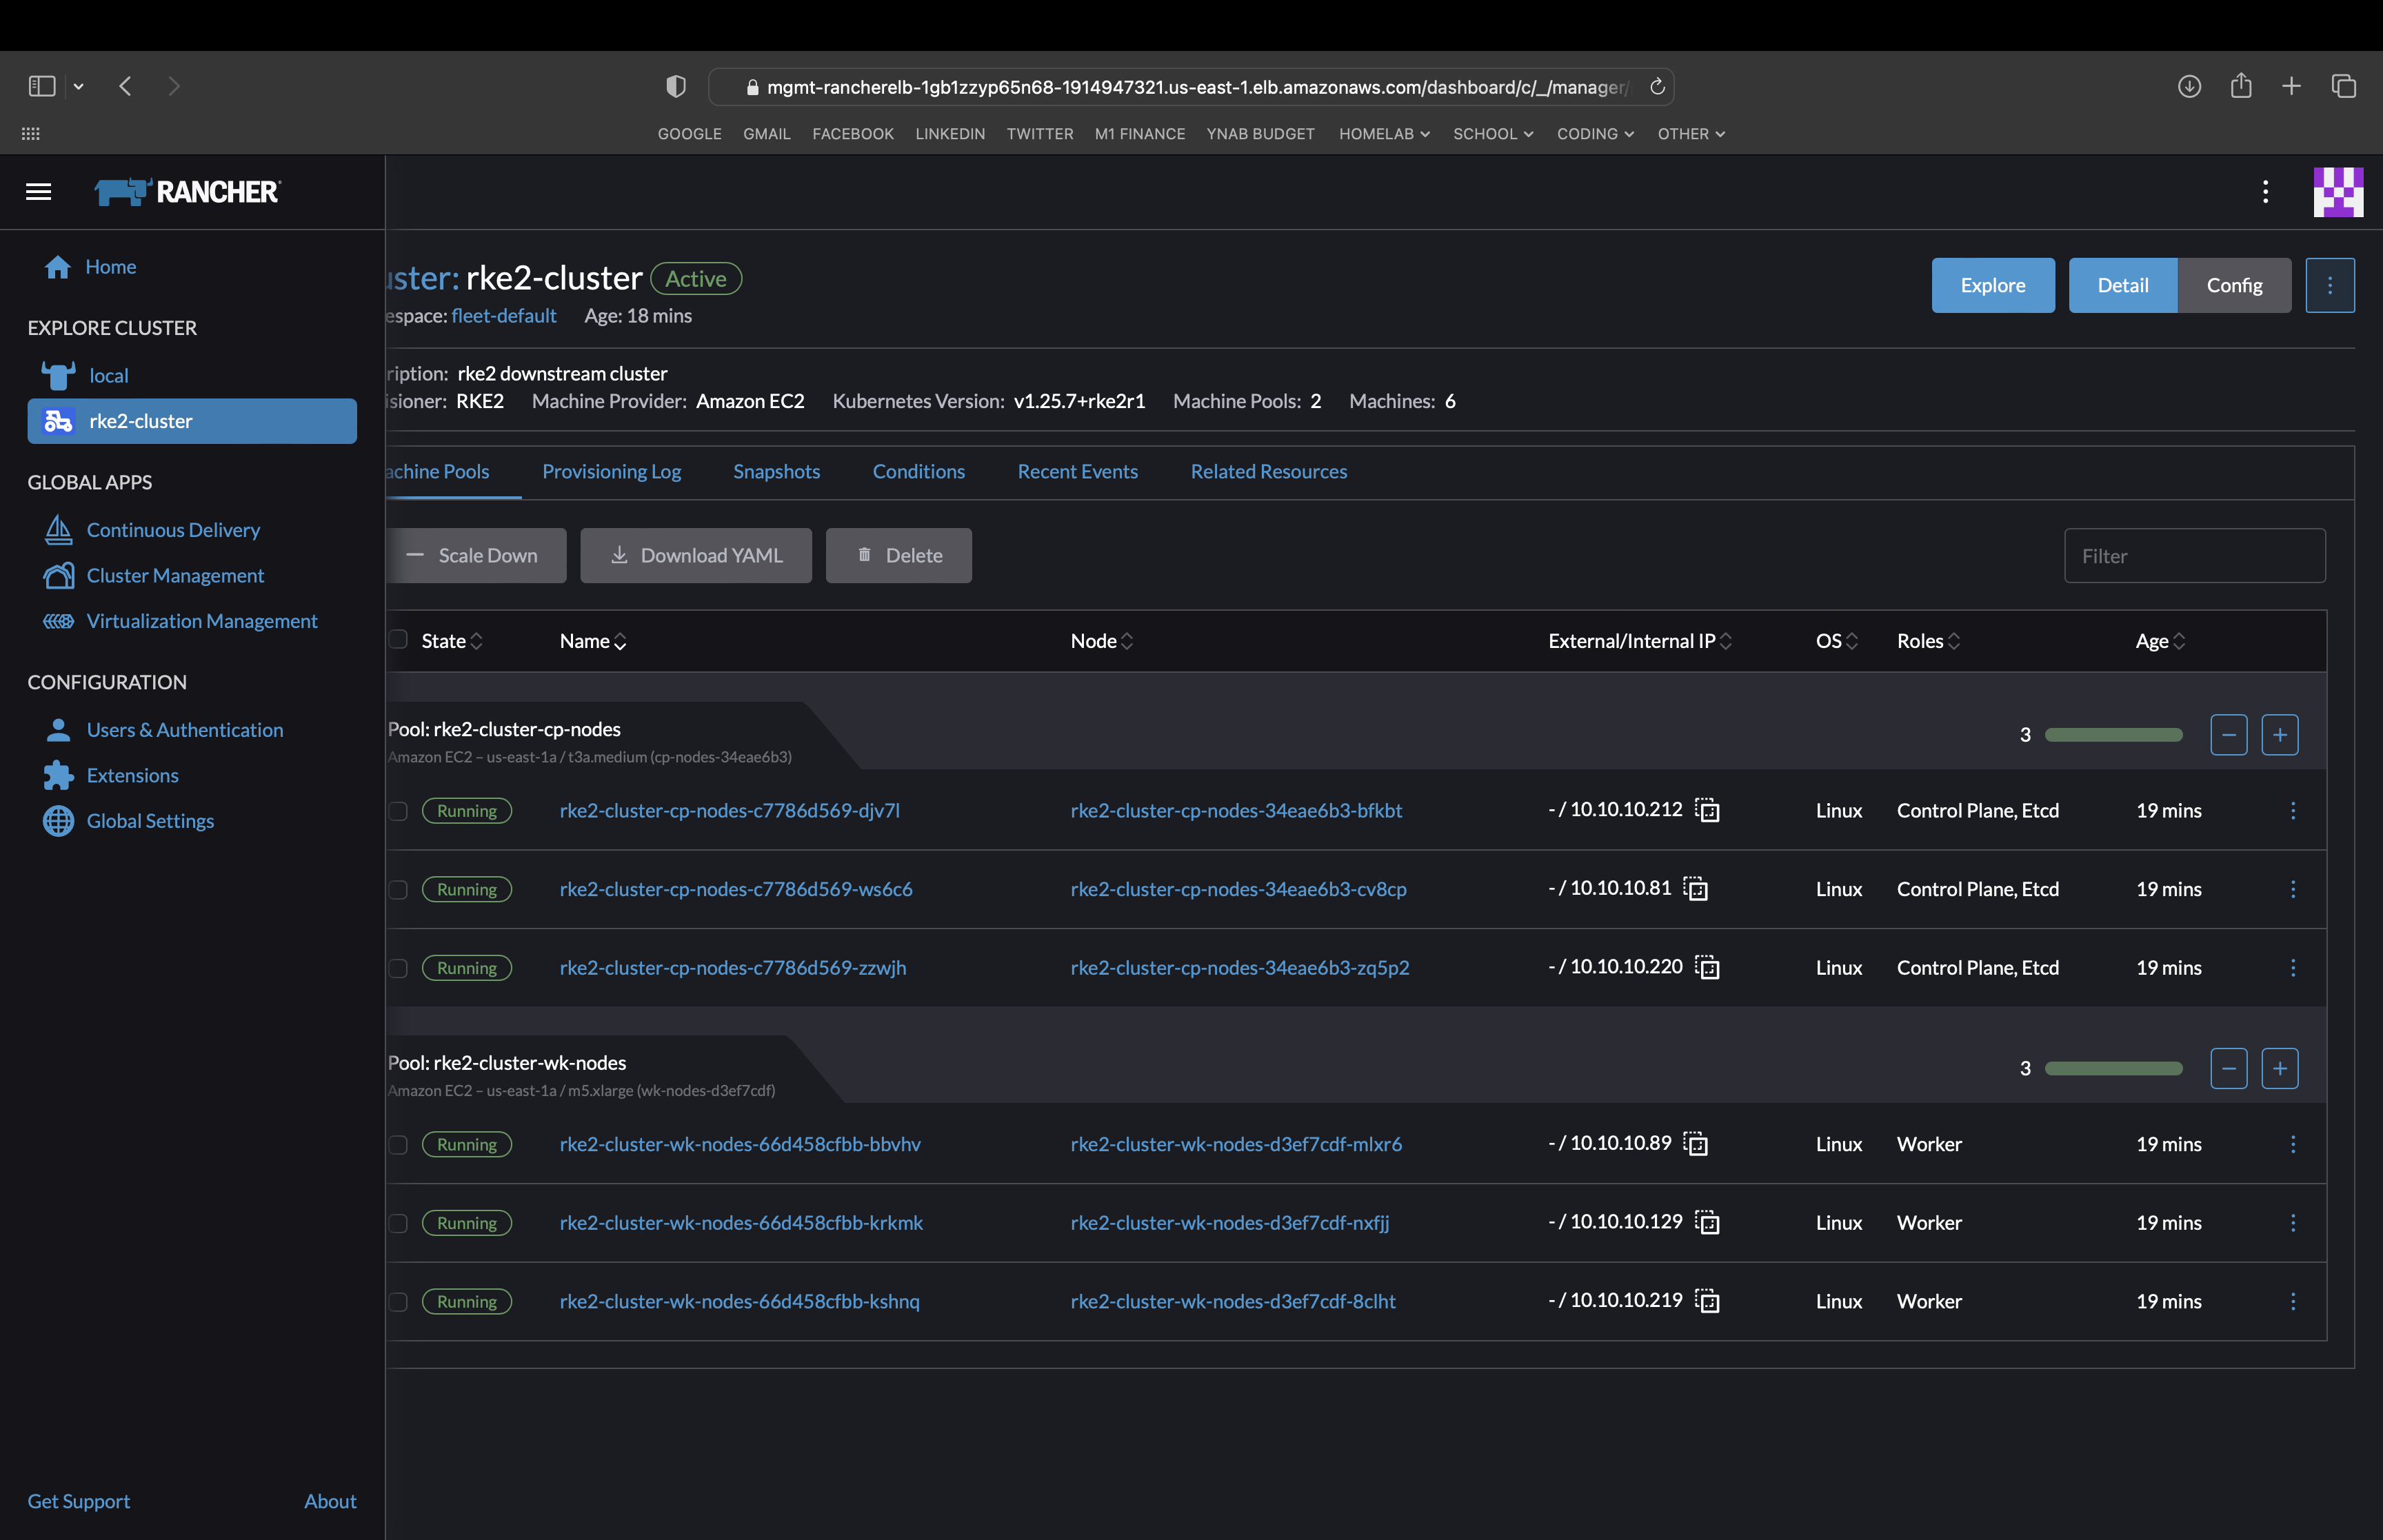 mgmt-rancherelb-1gb1zzyp65n68-1914947321.us-east-1.elb.amazonaws.com/dashboard/c/_/manager/
GOOGLE GMAIL FACEBOOK LINKEDIN TWITTER M1 FINANCE YNAB BUDGET HOMELAB SCHOOL CODING OTHER
RANCHER
Home
EXPLORE CLUSTER
local
rke2-cluster
GLOBAL APPS
Continuous Delivery
Cluster Management
Virtualization Management
CONFIGURATION
Users & Authentication
Extensions
Global Settings
Get Support About
uster: rke2-cluster Active
espace: fleet-default Age: 18 mins
Explore Detail Config
ription: rke2 downstream cluster
isioner: RKE2 Machine Provider: Amazon EC2 Kubernetes Version: v1.25.7+rke2r1 Machine Pools: 2 Machines: 6
achine Pools Provisioning Log Snapshots Conditions Recent Events Related Resources
Scale Down Download YAML Delete Filter
State Name Node External/Internal IP OS Roles Age
Pool: rke2-cluster-cp-nodes
Amazon EC2 – us-east-1a / t3a.medium (cp-nodes-34eae6b3)
3 − +
Running rke2-cluster-cp-nodes-c7786d569-djv7l rke2-cluster-cp-nodes-34eae6b3-bfkbt - / 10.10.10.212 Linux Control Plane, Etcd 19 mins
Running rke2-cluster-cp-nodes-c7786d569-ws6c6 rke2-cluster-cp-nodes-34eae6b3-cv8cp - / 10.10.10.81 Linux Control Plane, Etcd 19 mins
Running rke2-cluster-cp-nodes-c7786d569-zzwjh rke2-cluster-cp-nodes-34eae6b3-zq5p2 - / 10.10.10.220 Linux Control Plane, Etcd 19 mins
Pool: rke2-cluster-wk-nodes
Amazon EC2 – us-east-1a / m5.xlarge (wk-nodes-d3ef7cdf)
3 − +
Running rke2-cluster-wk-nodes-66d458cfbb-bbvhv rke2-cluster-wk-nodes-d3ef7cdf-mlxr6 - / 10.10.10.89 Linux Worker 19 mins
Running rke2-cluster-wk-nodes-66d458cfbb-krkmk rke2-cluster-wk-nodes-d3ef7cdf-nxfjj - / 10.10.10.129 Linux Worker 19 mins
Running rke2-cluster-wk-nodes-66d458cfbb-kshnq rke2-cluster-wk-nodes-d3ef7cdf-8clht - / 10.10.10.219 Linux Worker 19 mins